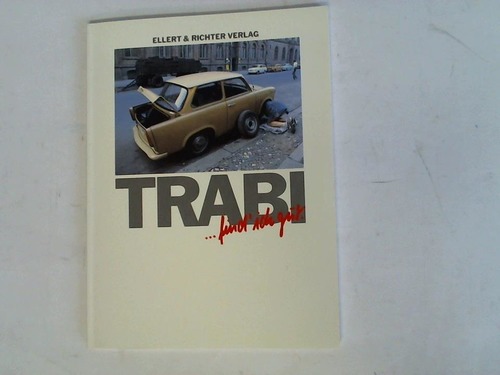 ELLERT & RICHTER VERLAG
TRABI
...find' ich gut